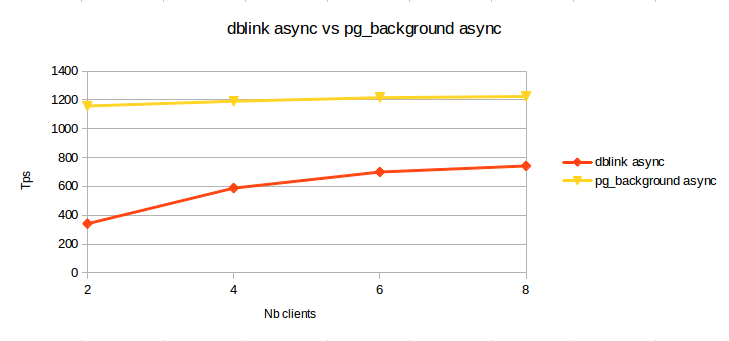 dblink async vs pg_background async
1400
1200
1000
800
600
400
200
0
Tps
2 4 6 8
Nb clients
dblink async
pg_background async